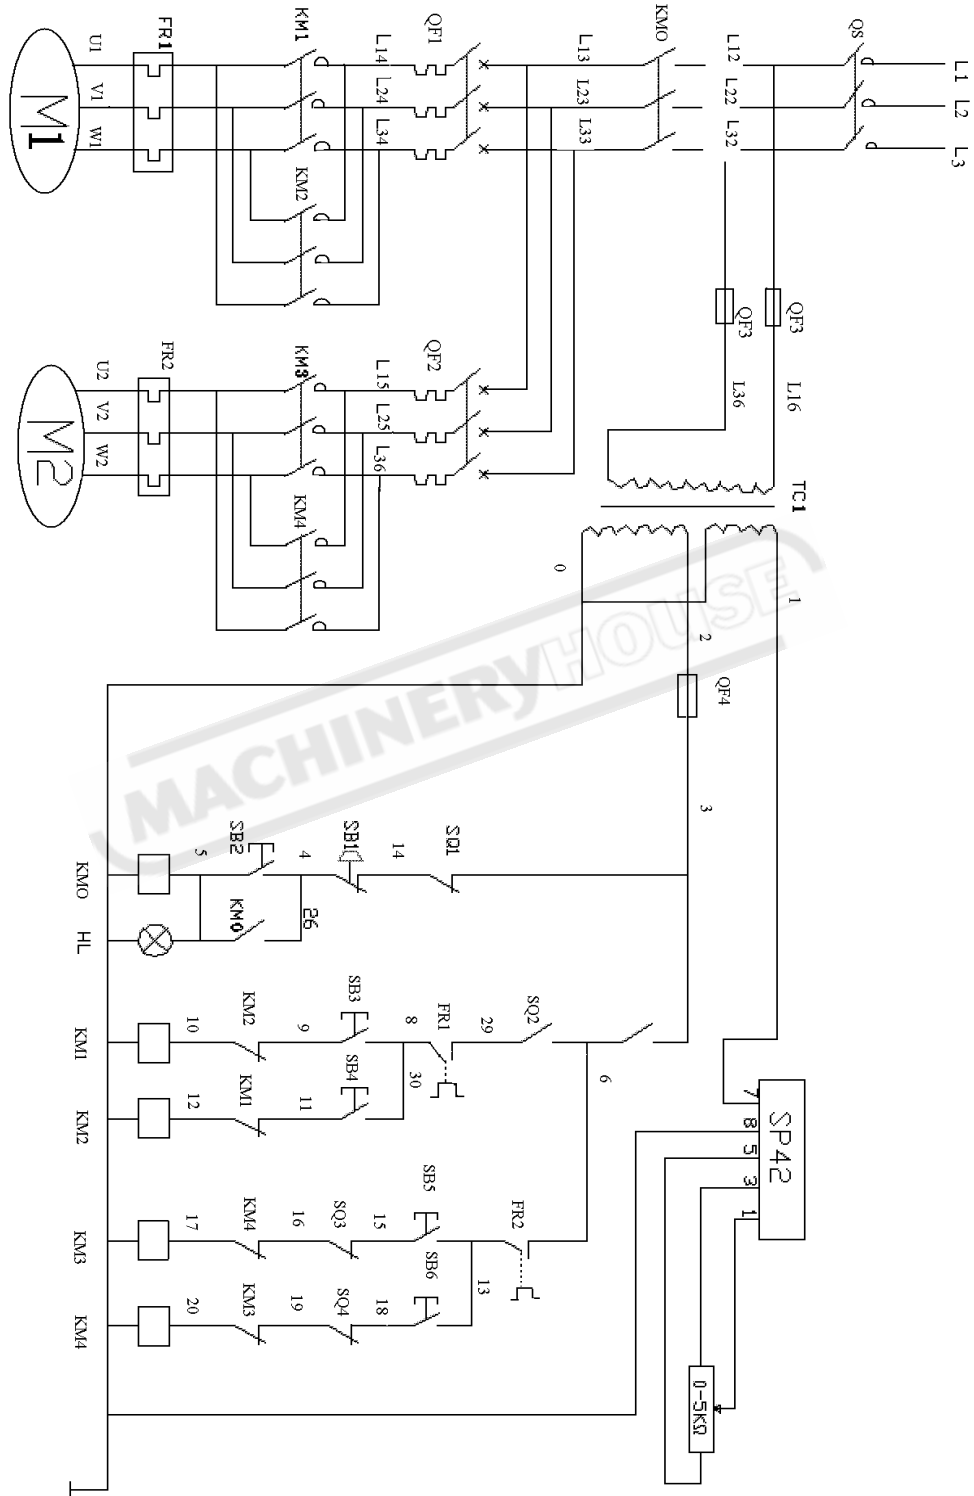 L1
L2
L3
QS
L12
L22
L32
KM0
L13
L23
L33
QF1
L14
L24
L34
KM1
KM2
FR1
U1
V1
W1
M1
QF3
QF3
L16
L36
TC1
QF2
L15
L25
L36
KM3
KM4
FR2
U2
V2
W2
M2
0
1
2
QF4
3
MACHINERYHOUSE
SQ1
14
SB1
4
SB2
5
26
KM0
KM0
HL
SQ2
29
FR1
8
30
SB3
9
KM2
10
KM1
SB4
11
KM1
12
KM2
6
FR2
13
SB5
15
SQ3
16
KM4
17
KM3
SB6
18
SQ4
19
KM3
20
KM4
SP42
7
8
5
3
1
0-5KΩ